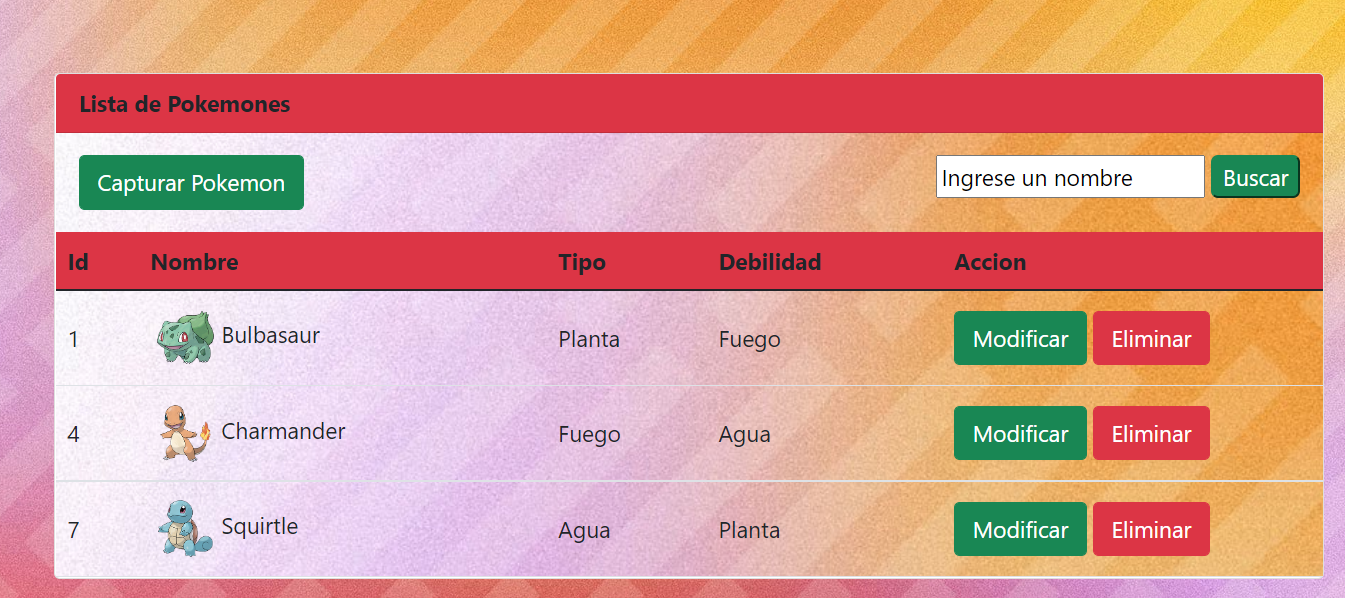 Lista de Pokemones
Capturar Pokemon Ingrese un nombre Buscar
Id Nombre Tipo Debilidad Accion
1 Bulbasaur Planta Fuego Modificar Eliminar
4 Charmander Fuego Agua Modificar Eliminar
7 Squirtle Agua Planta Modificar Eliminar